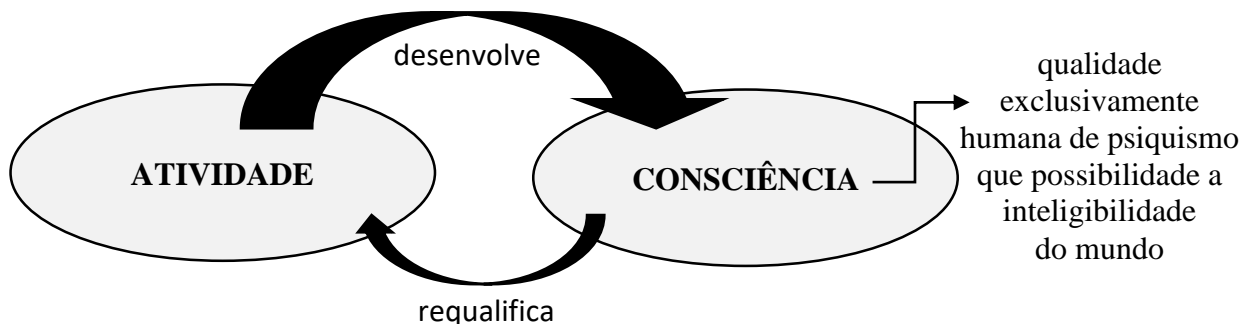 desenvolve
ATIVIDADE
CONSCIÊNCIA
qualidade
exclusivamente
humana de psiquismo
que possibilidade a
inteligibilidade
do mundo
requalifica